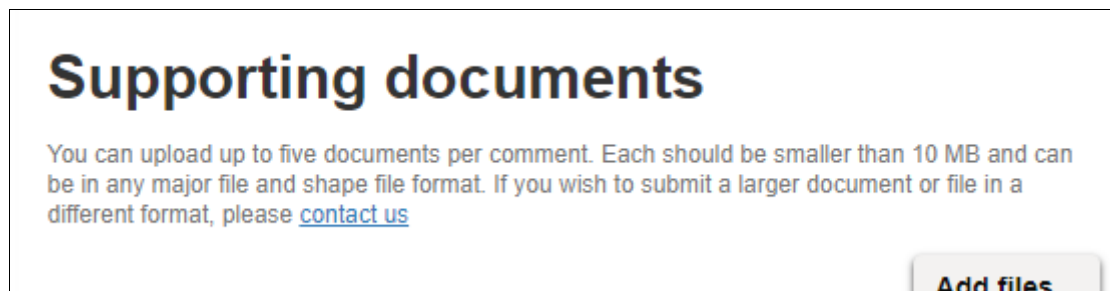 Supporting documents
You can upload up to five documents per comment. Each should be smaller than 10 MB and can
be in any major file and shape file format. If you wish to submit a larger document or file in a
different format, please contact us
Add files